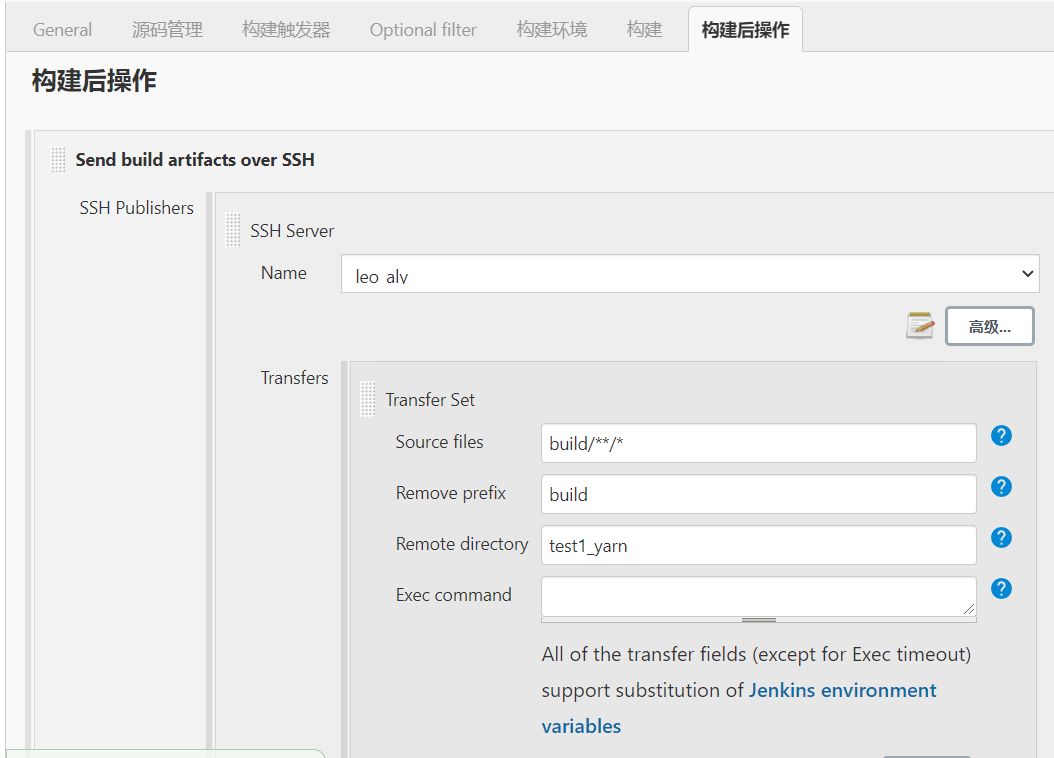 General 源码管理 构建触发器 Optional filter 构建环境 构建 构建后操作
构建后操作
Send build artifacts over SSH
SSH Publishers
SSH Server
Name leo_aly
高级...
Transfers
Transfer Set
Source files build/**/*
Remove prefix build
Remote directory test1_yarn
Exec command
All of the transfer fields (except for Exec timeout)
support substitution of Jenkins environment
variables